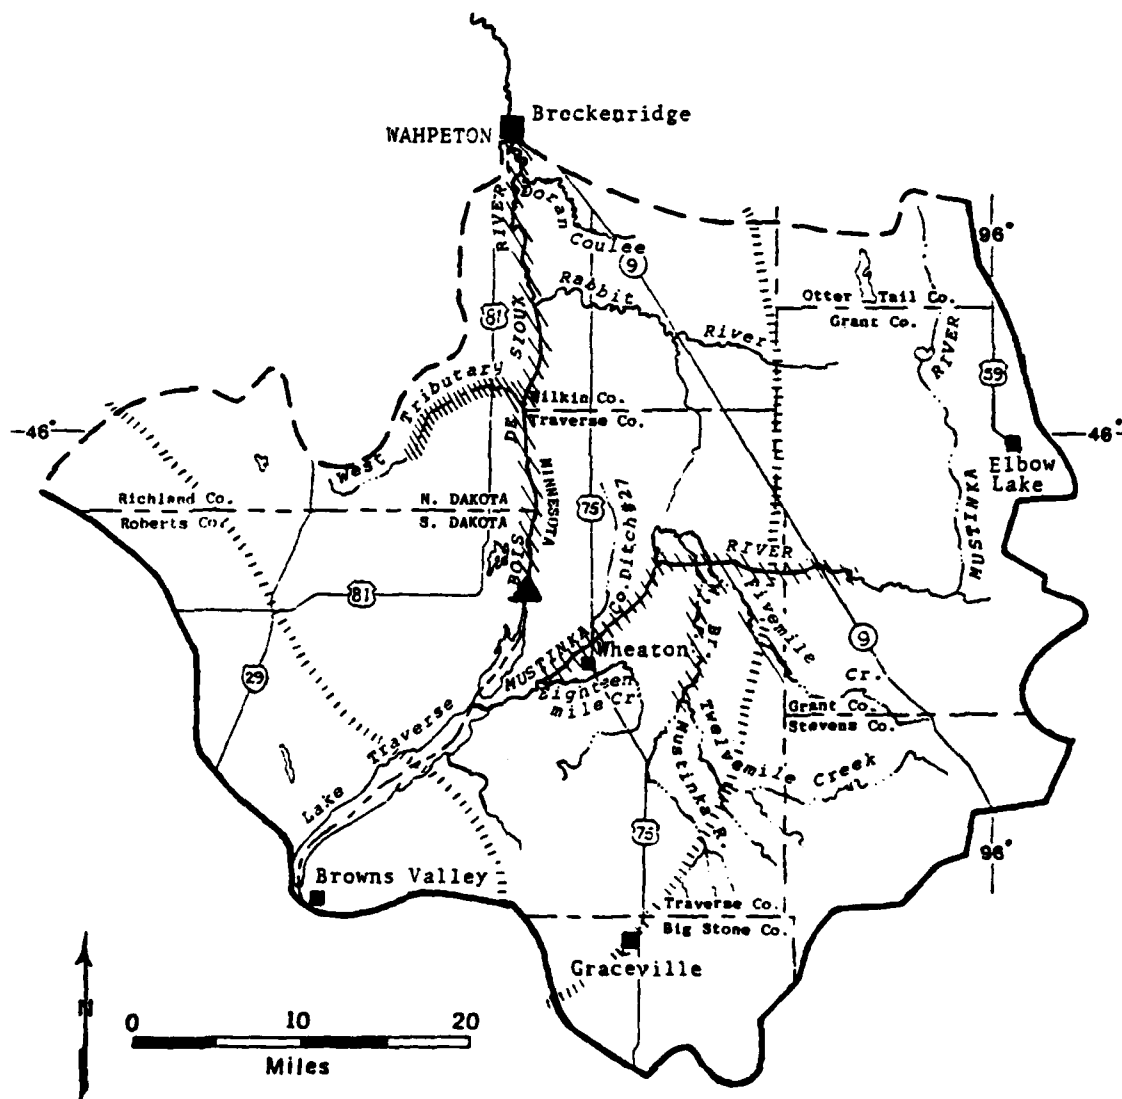 Breckenridge
WAHPETON
Doran
Coulee
RIVER
96°
9
Rabbit
River
Otter Tail Co.
Grant Co.
81
SIOUX
RIVER
59
Tributary
West
Wilkin Co.
Traverse Co.
DE
46°
46°
Elbow
Lake
MINNESOTA
Richland Co.
Roberts Co.
N. DAKOTA
S. DAKOTA
75
Co. Ditch #27
MUSTINKA
RIVER
BOIS
81
Fivemile
Cr.
W. Br.
Mustinka R.
9
MUSTINKA
Wheaton
29
Eighteen
mile Cr
Grant Co.
Stevens Co.
Twelvemile Creek
Lake Traverse
75
96°
Browns Valley
Traverse Co.
Big Stone Co.
Graceville
N
0 10 20
Miles